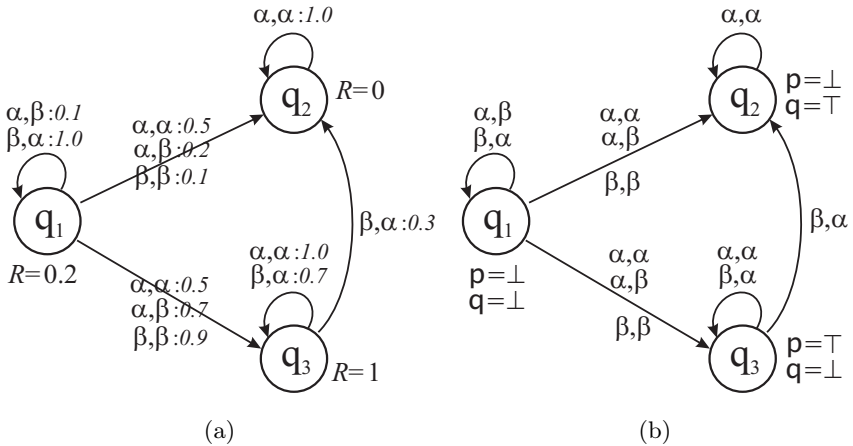 α,α:1.0
q2
R=0
α,β:0.1
β,α:1.0
α,α:0.5
α,β:0.2
β,β:0.1
q1
R=0.2
β,α:0.3
α,α:1.0
β,α:0.7
α,α:0.5
α,β:0.7
β,β:0.9
q3
R=1
(a)
α,α
q2
p=⊥
q=⊤
α,β
β,α
α,α
α,β
β,β
q1
p=⊥
q=⊥
β,α
α,α
β,α
α,α
α,β
β,β
q3
p=⊤
q=⊥
(b)